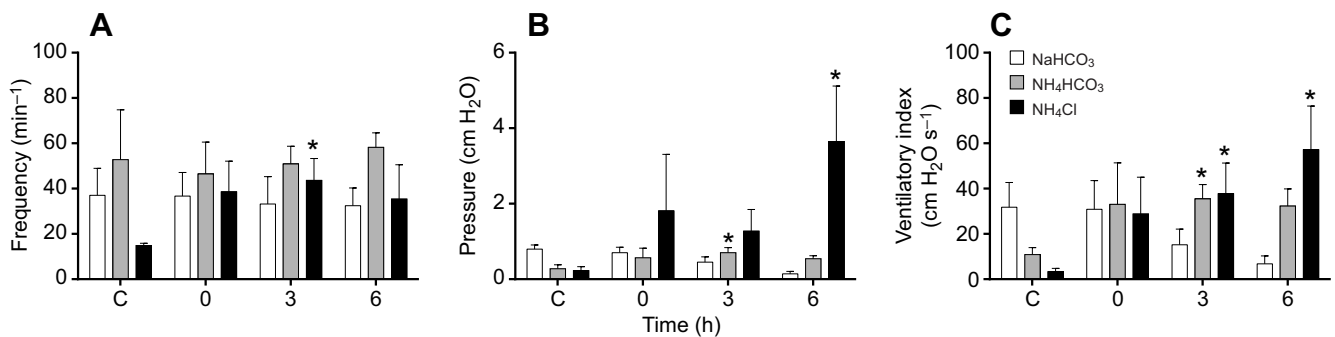 A
Frequency (min–1)
100
80
60
40
20
0
*
C 0 3 6
B
Pressure (cm H2O)
6
4
2
0
*
*
C 0 3 6
Time (h)
C
Ventilatory index
(cm H2O s–1)
100
80
60
40
20
0
NaHCO3
NH4HCO3
NH4Cl
*
*
*
C 0 3 6